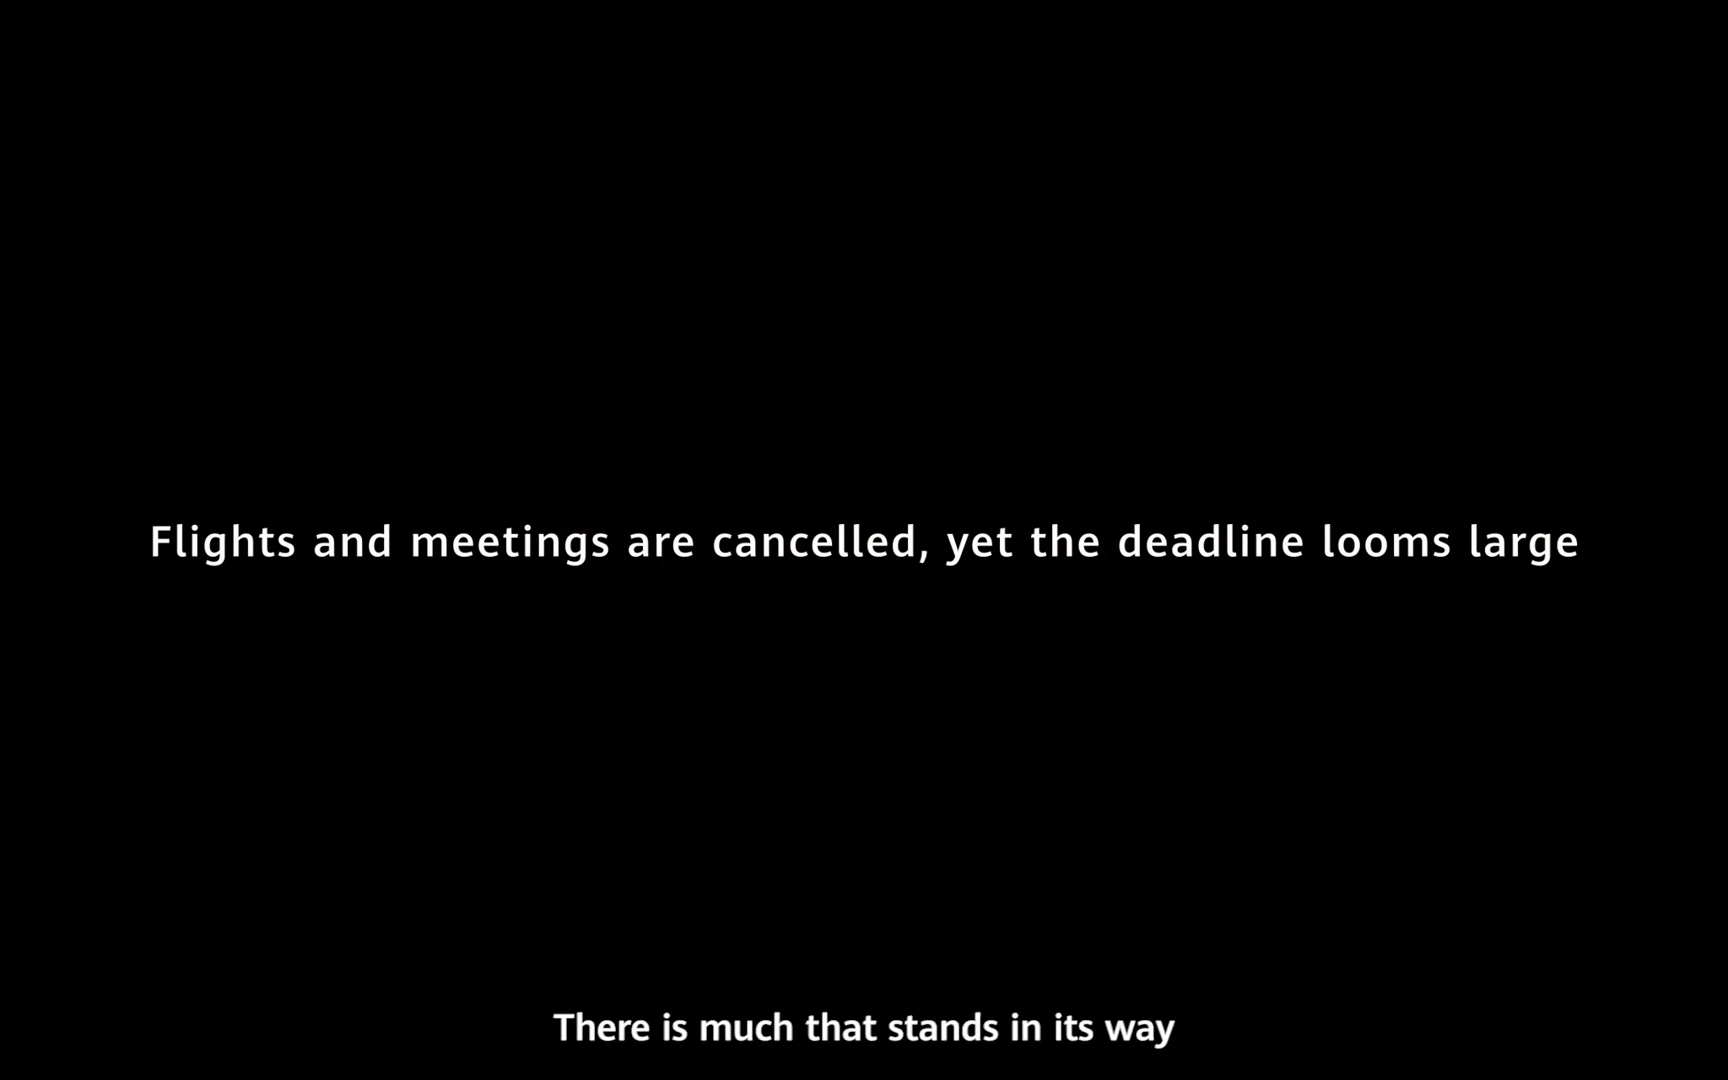 Flights and meetings are cancelled, yet the deadline looms large
There is much that stands in its way